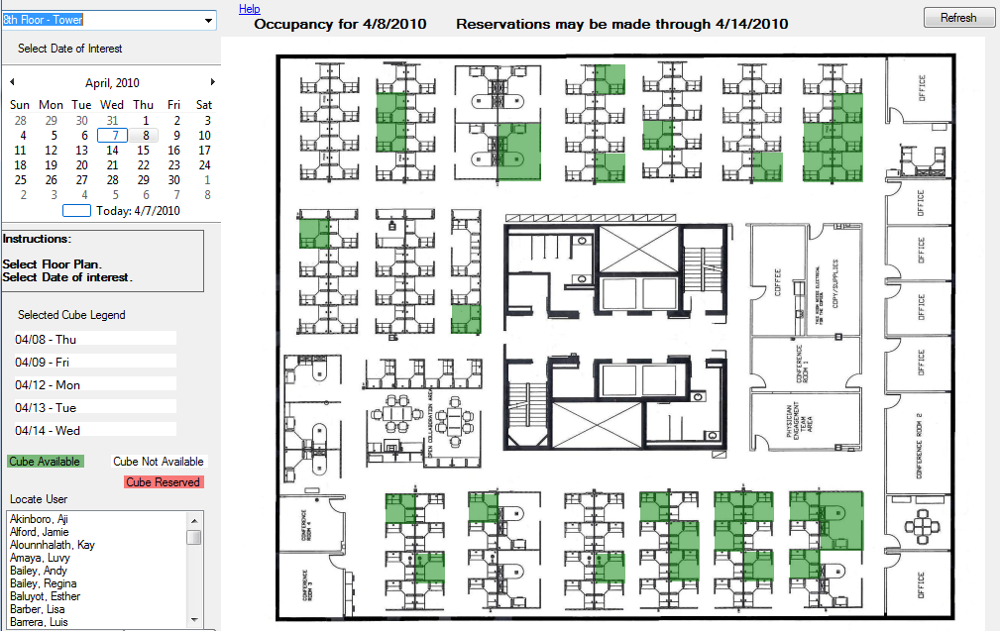 8th Floor - Tower
Help
Occupancy for 4/8/2010 Reservations may be made through 4/14/2010
Refresh
Select Date of Interest
April, 2010
Sun Mon Tue Wed Thu Fri Sat
28 29 30 31 1 2 3
4 5 6 7 8 9 10
11 12 13 14 15 16 17
18 19 20 21 22 23 24
25 26 27 28 29 30 1
2 3 4 5 6 7 8
Today: 4/7/2010
Instructions:
Select Floor Plan.
Select Date of interest.
Selected Cube Legend
04/08 - Thu
04/09 - Fri
04/12 - Mon
04/13 - Tue
04/14 - Wed
Cube Available
Cube Not Available
Cube Reserved
Locate User
Akinboro, Aji
Alford, Jamie
Alounnhalath, Kay
Amaya, Luvy
Bailey, Andy
Bailey, Regina
Baluyot, Esther
Barber, Lisa
Barrera, Luis
OFFICE
OFFICE
OFFICE
OFFICE
OFFICE
COFFEE
THIS ROOM NEEDS ELECTRICAL
FOR THE COPIER
COPY/SUPPLIES
CONFERENCE
ROOM 1
PHYSICIAN
ENGAGEMENT
TEAM
AREA
CONFERENCE ROOM 2
OPEN COLLABORATION AREA
CONFERENCE
ROOM 4
CONFERENCE
ROOM 3
OFFICE